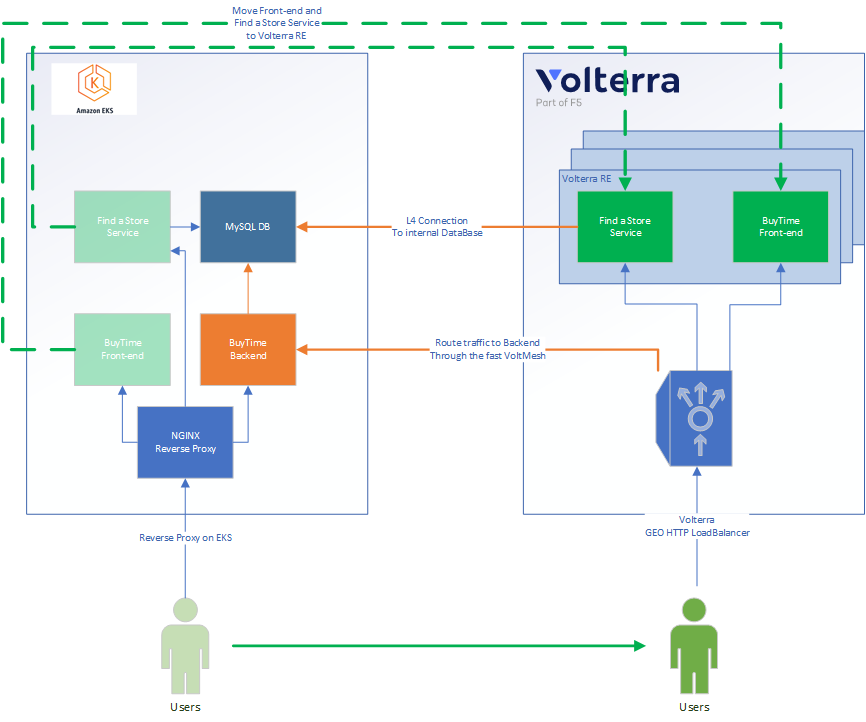 Move Front-end and
Find a Store Service
to Volterra RE
K
Amazon EKS
Volterra
Part of F5
Volterra RE
Find a Store
Service
MySQL DB
L4 Connection
To internal DataBase
Find a Store
Service
BuyTime
Front-end
BuyTime
Front-end
BuyTime
Backend
Route traffic to Backend
Through the fast VoltMesh
NGINX
Reverse Proxy
Reverse Proxy on EKS
Volterra
GEO HTTP LoadBalancer
Users
Users